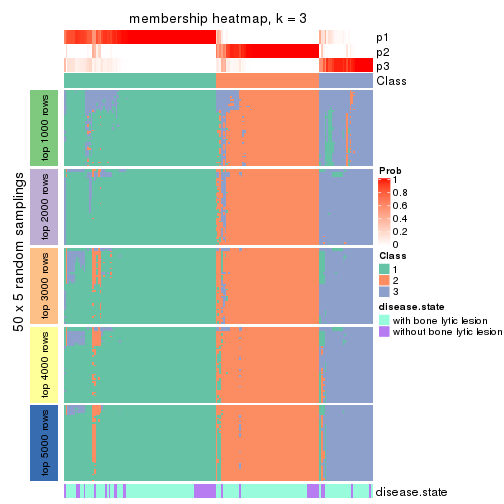 membership heatmap, k = 3
p1
p2
p3
Class
50 x 5 random samplings
top 1000 rows
top 2000 rows
top 3000 rows
top 4000 rows
top 5000 rows
disease.state
Prob
1
0.8
0.6
0.4
0.2
0
Class
1
2
3
disease.state
with bone lytic lesion
without bone lytic lesion